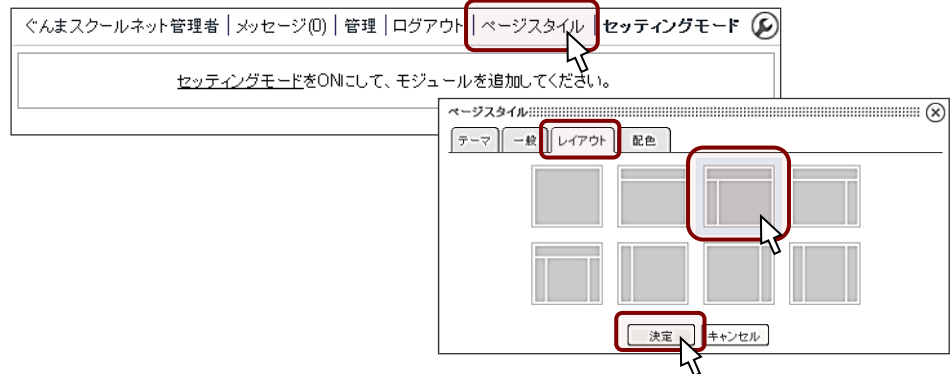 ぐんまスクールネット管理者 | メッセージ(0) | 管理 | ログアウト | ページスタイル | セッティングモード
セッティングモードをONにして、モジュールを追加してください。
ページスタイル
テーマ 一般 レイアウト 配色
決定 キャンセル